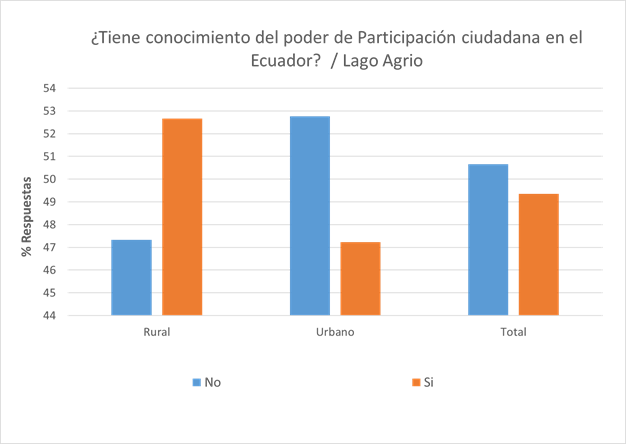 ¿Tiene conocimiento del poder de Participación ciudadana en el
Ecuador?  / Lago Agrio
% Respuestas
54
53
52
51
50
49
48
47
46
45
44
Rural
Urbano
Total
No
Si